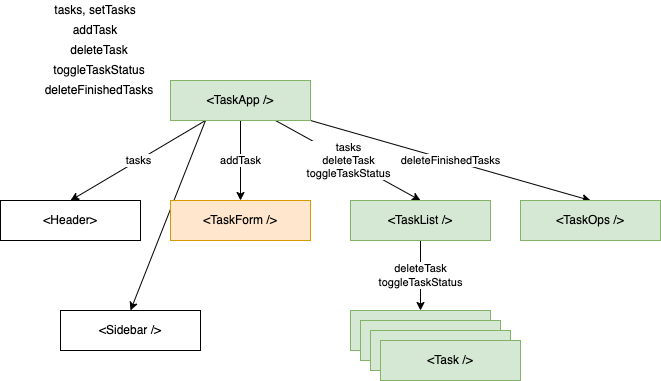 tasks, setTasks
addTask
deleteTask
toggleTaskStatus
deleteFinishedTasks
<TaskApp />
tasks
addTask
tasks
deleteTask
toggleTaskStatus
deleteFinishedTasks
<Header>
<TaskForm />
<TaskList />
<TaskOps />
deleteTask
toggleTaskStatus
<Sidebar />
<Task />